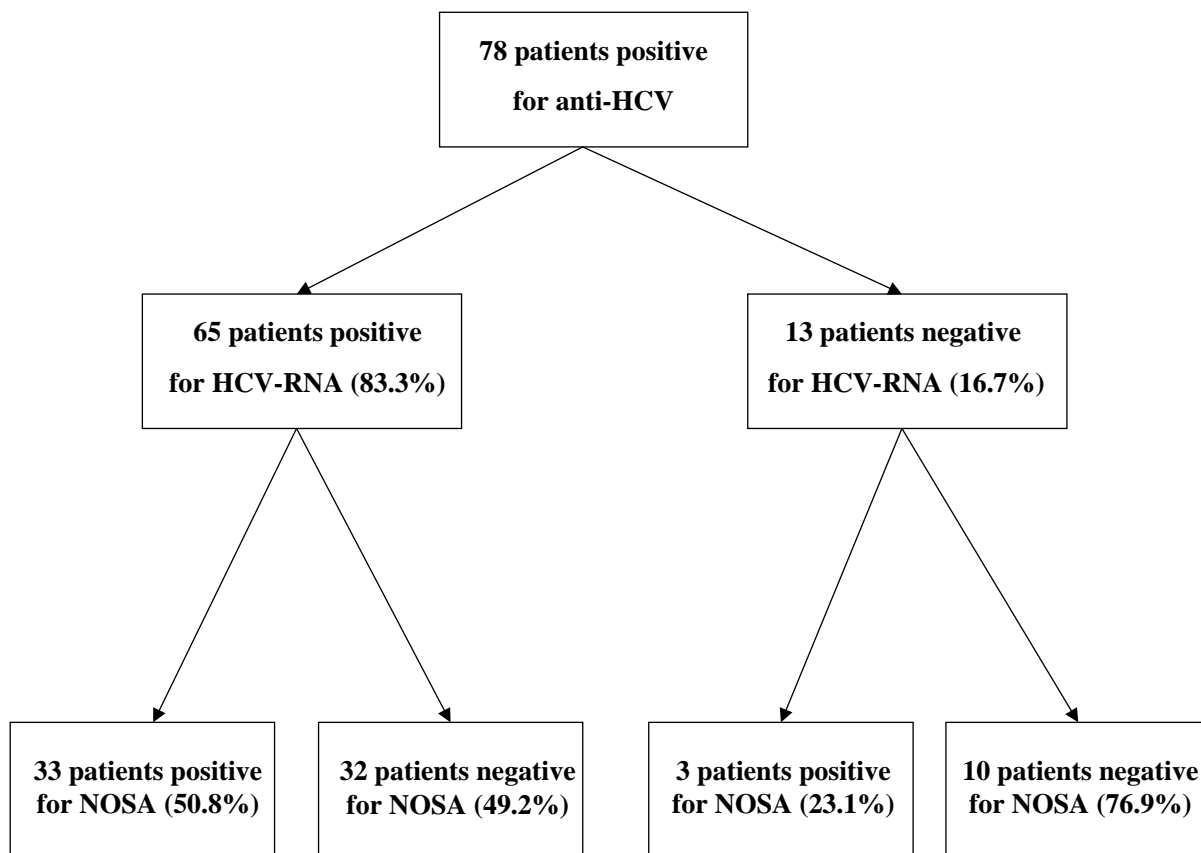 78 patients positive
for anti-HCV
65 patients positive
for HCV-RNA (83.3%)
13 patients negative
for HCV-RNA (16.7%)
33 patients positive
for NOSA (50.8%)
32 patients negative
for NOSA (49.2%)
3 patients positive
for NOSA (23.1%)
10 patients negative
for NOSA (76.9%)